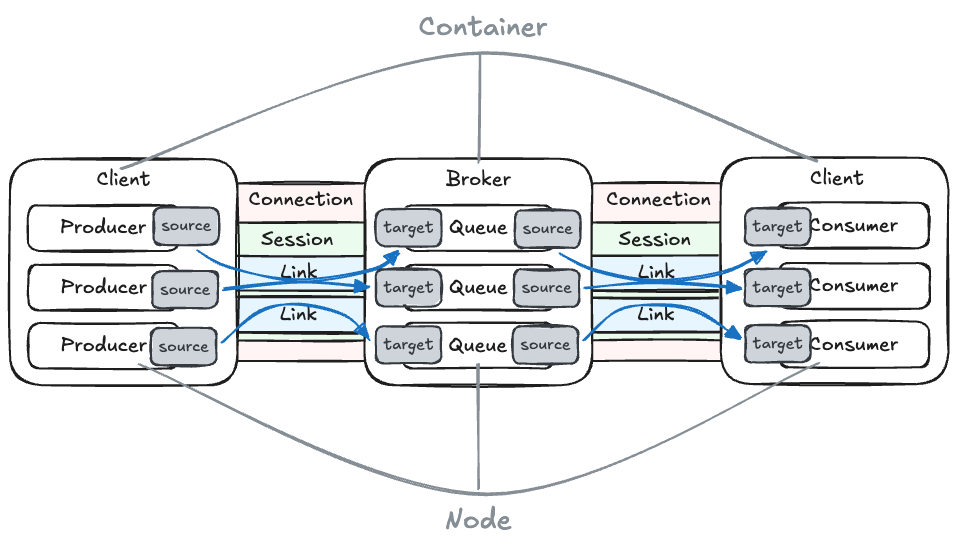 Container
Client
Broker
Client
Connection
Connection
Producer source
target Queue source
target Consumer
Session
Session
Link
Link
Producer source
target Queue source
target Consumer
Link
Link
Producer source
target Queue source
target Consumer
Node